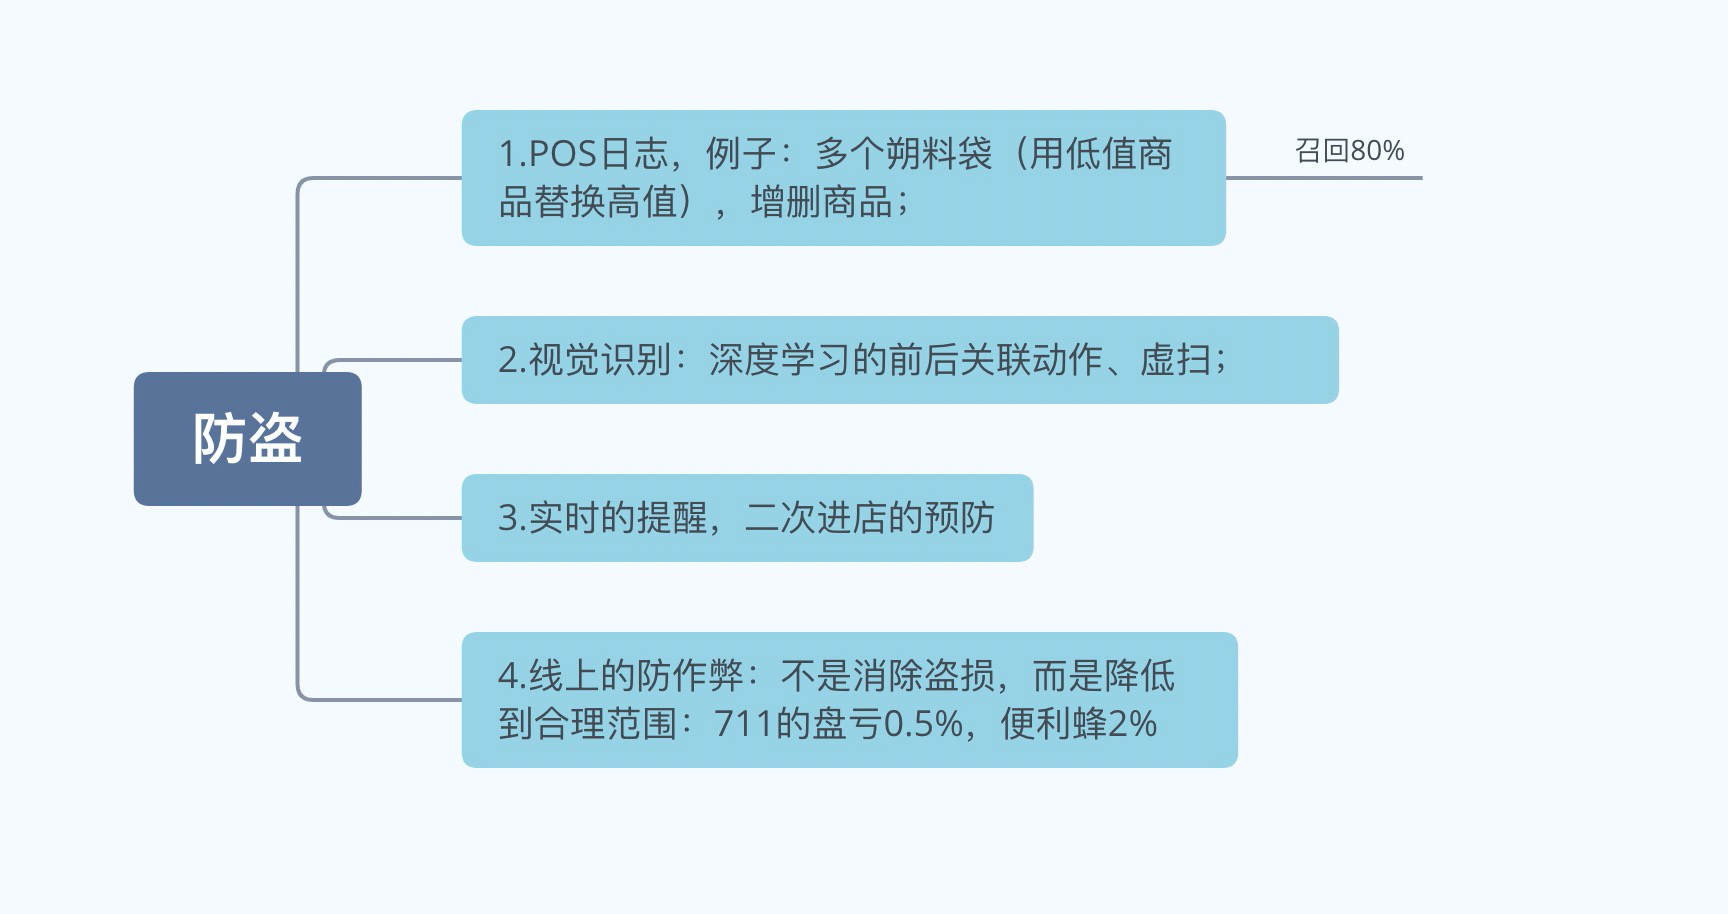 1.POS日志，例子：多个朔料袋（用低值商
品替换高值），增删商品；
召回80%
2.视觉识别：深度学习的前后关联动作、虚扫；
防盗
3.实时的提醒，二次进店的预防
4.线上的防作弊：不是消除盗损，而是降低
到合理范围：711的盘亏0.5%，便利蜂2%